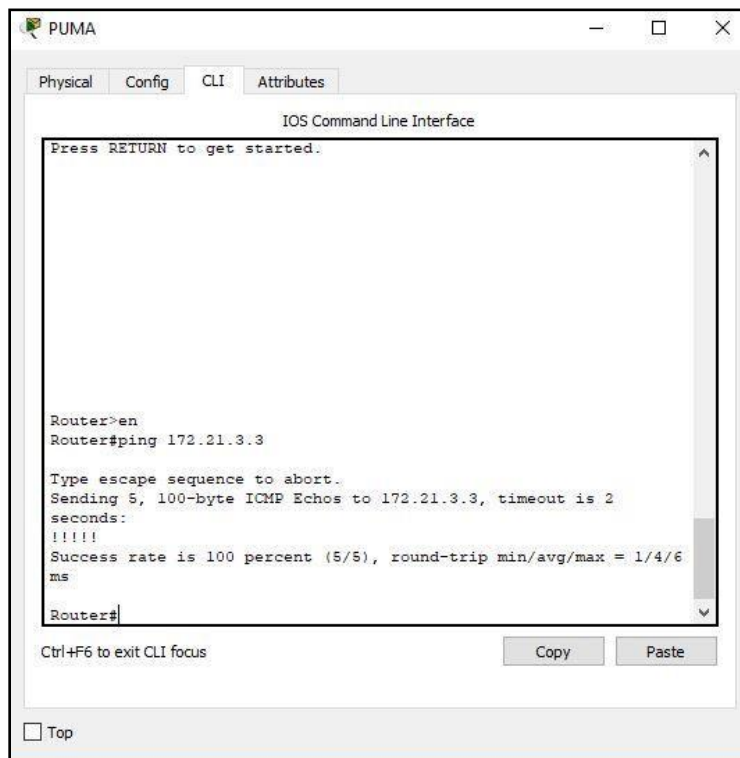 PUMA
Physical Config CLI Attributes
IOS Command Line Interface
Press RETURN to get started.
Router>en
Router#ping 172.21.3.3
Type escape sequence to abort.
Sending 5, 100-byte ICMP Echos to 172.21.3.3, timeout is 2
seconds:
!!!!!
Success rate is 100 percent (5/5), round-trip min/avg/max = 1/4/6
ms
Router#
Ctrl+F6 to exit CLI focus
Copy Paste
Top